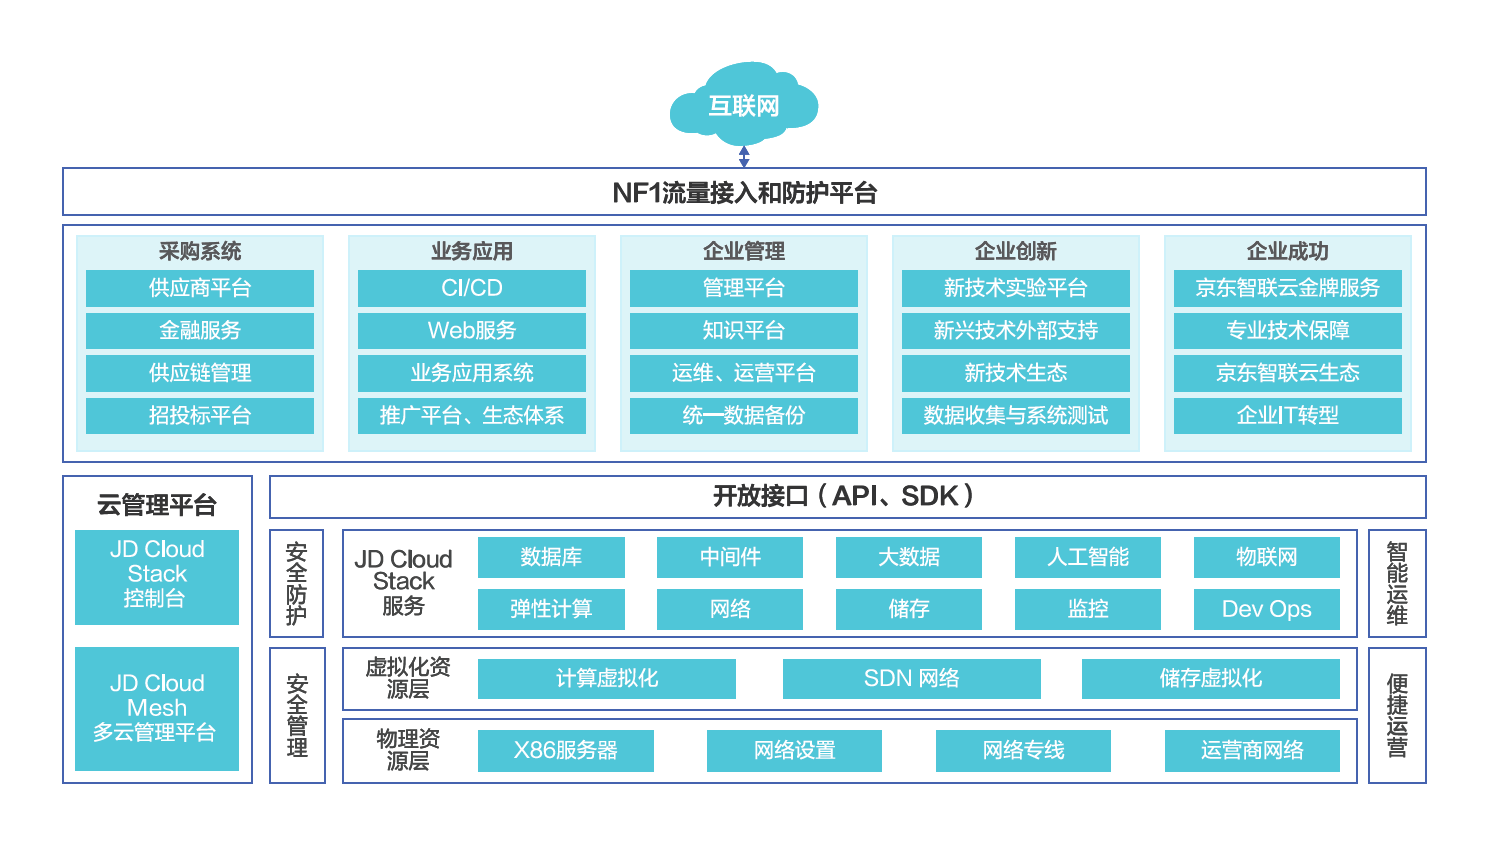 互联网
NF1流量接入和防护平台
采购系统
供应商平台
金融服务
供应链管理
招投标平台
业务应用
CI/CD
Web服务
业务应用系统
推广平台、生态体系
企业管理
管理平台
知识平台
运维、运营平台
统一数据备份
企业创新
新技术实验平台
新兴技术外部支持
新技术生态
数据收集与系统测试
企业成功
京东智联云金牌服务
专业技术保障
京东智联云生态
企业IT转型
云管理平台
JD Cloud
Stack
控制台
JD Cloud
Mesh
多云管理平台
开放接口（API、SDK）
安全防护
安全管理
JD Cloud
Stack
服务
数据库
中间件
大数据
人工智能
物联网
弹性计算
网络
储存
监控
Dev Ops
虚拟化资
源层
计算虚拟化
SDN 网络
储存虚拟化
物理资
源层
X86服务器
网络设置
网络专线
运营商网络
智能运维
便捷运营